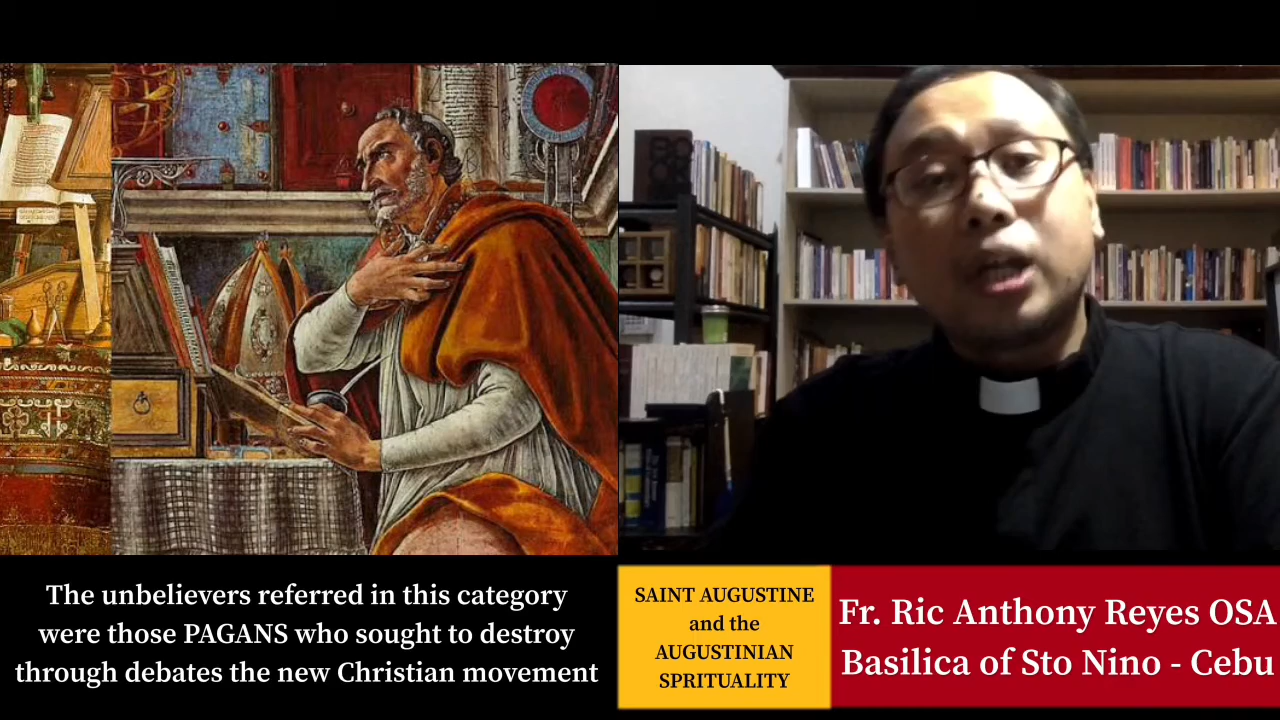 The unbelievers referred in this category
were those PAGANS who sought to destroy
through debates the new Christian movement
SAINT AUGUSTINE
and the
AUGUSTINIAN
SPRITUALITY
Fr. Ric Anthony Reyes OSA
Basilica of Sto Nino - Cebu